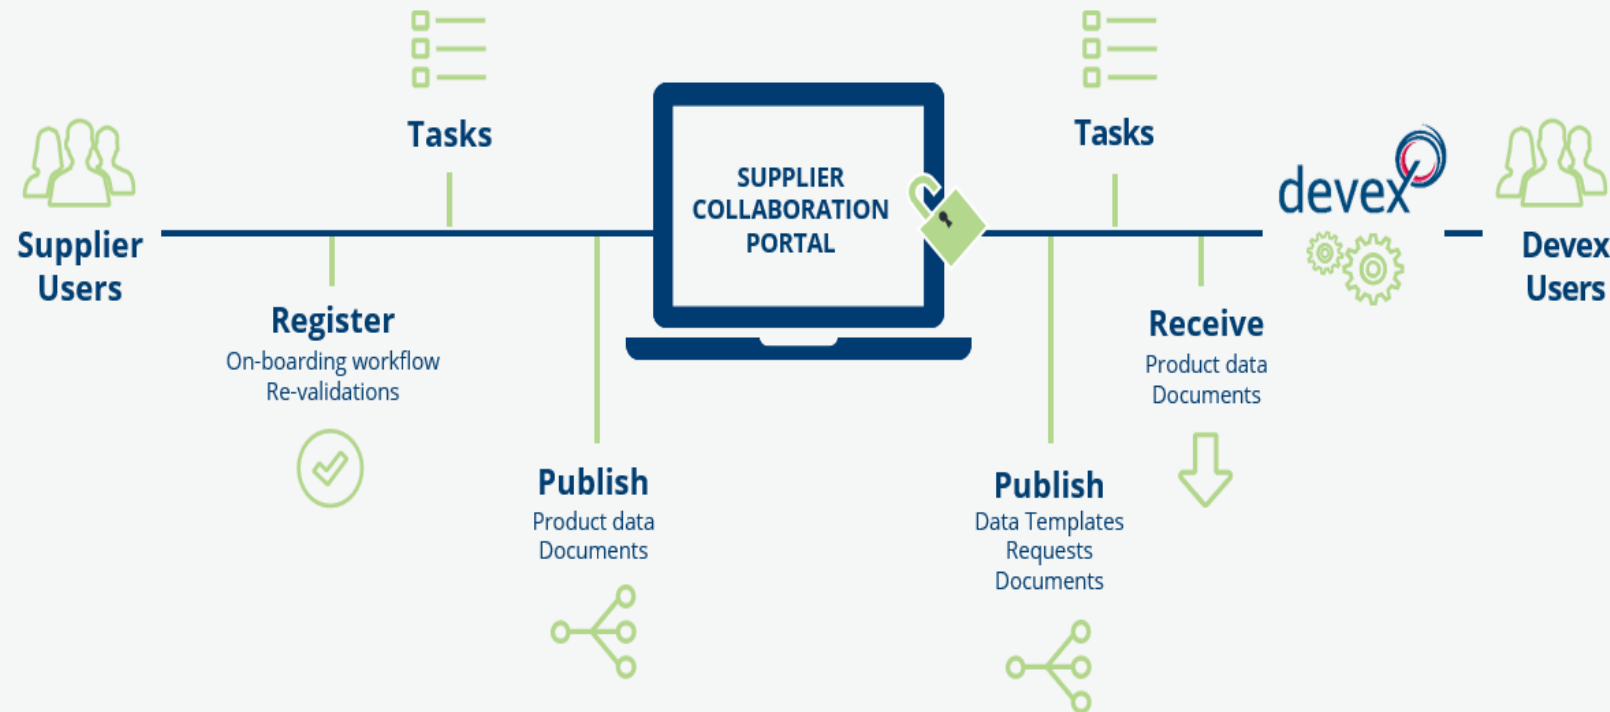 Tasks
Tasks
SUPPLIER
COLLABORATION
PORTAL
devex
Supplier
Users
Devex
Users
Register
On-boarding workflow
Re-validations
Receive
Product data
Documents
Publish
Product data
Documents
Publish
Data Templates
Requests
Documents